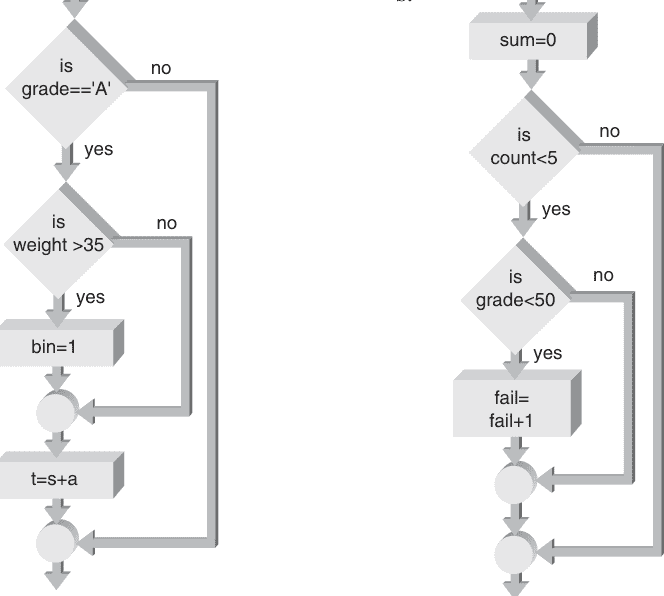 is
grade=='A'
no
yes
is
weight >35
no
yes
bin=1
t=s+a
sum=0
is
count<5
no
yes
is
grade<50
no
yes
fail=
fail+1